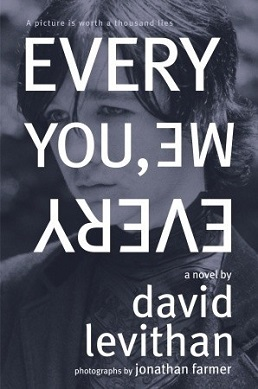 A picture is worth a thousand lies
EVERY
YOU, ME
EVERY
a novel by
david
levithan
photographs by jonathan farmer